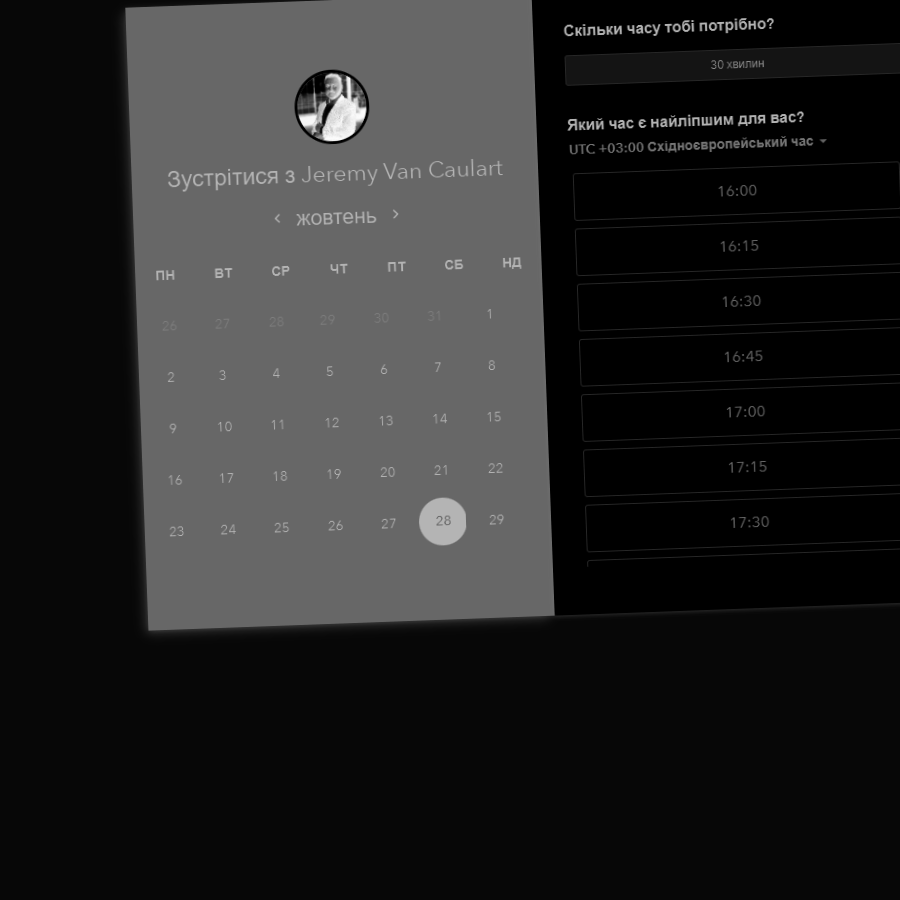 Зустрітися з Jeremy Van Caulart
жовтень
ПН ВТ СР ЧТ ПТ СБ НД
26 27 28 29 30 31 1
2 3 4 5 6 7 8
9 10 11 12 13 14 15
16 17 18 19 20 21 22
23 24 25 26 27 28 29
Скільки часу тобі потрібно?
30 хвилин
Який час є найліпшим для вас?
UTC +03:00 Східноєвропейський час
16:00
16:15
16:30
16:45
17:00
17:15
17:30